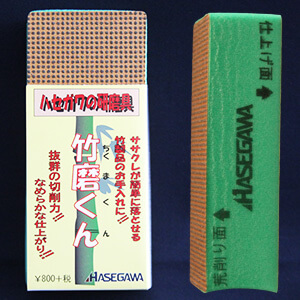 ハセガワの研磨具
ササクレが簡単に落とせる
竹製品のお手入れに!!
竹磨くん
ちくまくん
抜群の切削力!!
なめらかな仕上がり!!
¥800+税
HASEGAWA
仕上げ面
HASEGAWA
荒削り面